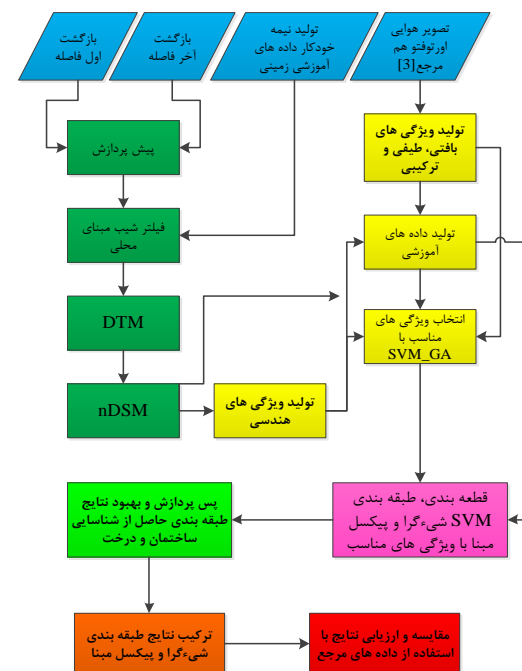 بازگشت
اول فاصله
بازگشت
آخر فاصله
تولید نیمه
خودکار داده های
آموزشی زمینی
تصویر هوایی
اورتوفتو هم
مرجع[3]
پیش پردازش
تولید ویژگی های
بافتی، طیفی و
ترکیبی
فیلتر شیب مبنای
محلی
تولید داده های
آموزشی
DTM
انتخاب ویژگی های
مناسب با
SVM_GA
nDSM
تولید ویژگی های
هندسی
پس پردازش و بهبود نتایج
طبقه بندی حاصل از شناسایی
ساختمان و درخت
قطعه بندی، طبقه بندی
SVM شیءگرا و پیکسل
مبنا با ویژگی های مناسب
ترکیب نتایج طبقه بندی
شیءگرا و پیکسل مبنا
مقایسه و ارزیابی نتایج با
استفاده از داده های مرجع